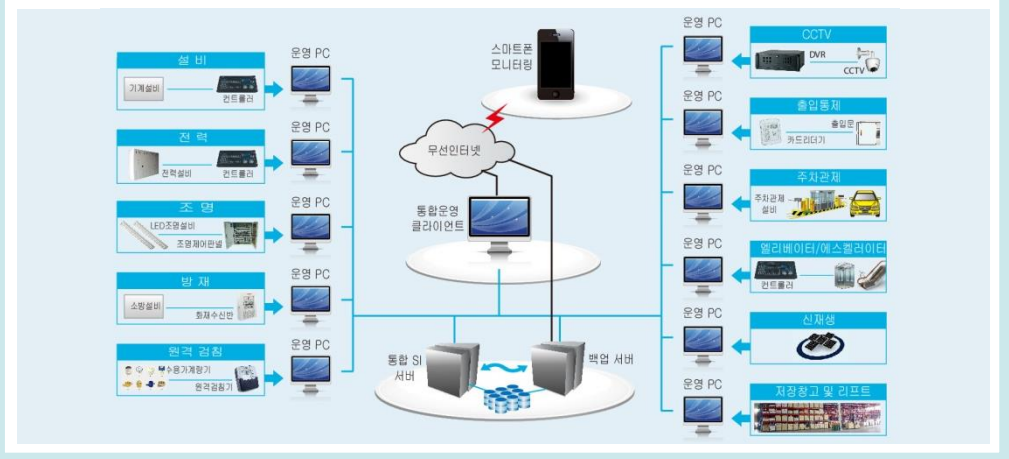 설 비
기계설비
컨트롤러
운영 PC
전 력
전력설비
컨트롤러
운영 PC
조 명
LED조명설비
조명제어판넬
운영 PC
방 재
소방설비
화재수신반
운영 PC
원격 검침
수용가계량기
원격검침기
운영 PC
스마트폰
모니터링
무선인터넷
통합운영
클라이언트
통합 SI
서버
백업 서버
운영 PC
CCTV
DVR
CCTV
운영 PC
출입통제
출입문
카드리더기
운영 PC
주차관제
주차관제
설비
운영 PC
엘리베이터/에스켈러이터
컨트롤러
운영 PC
신재생
운영 PC
저장창고 및 리프트